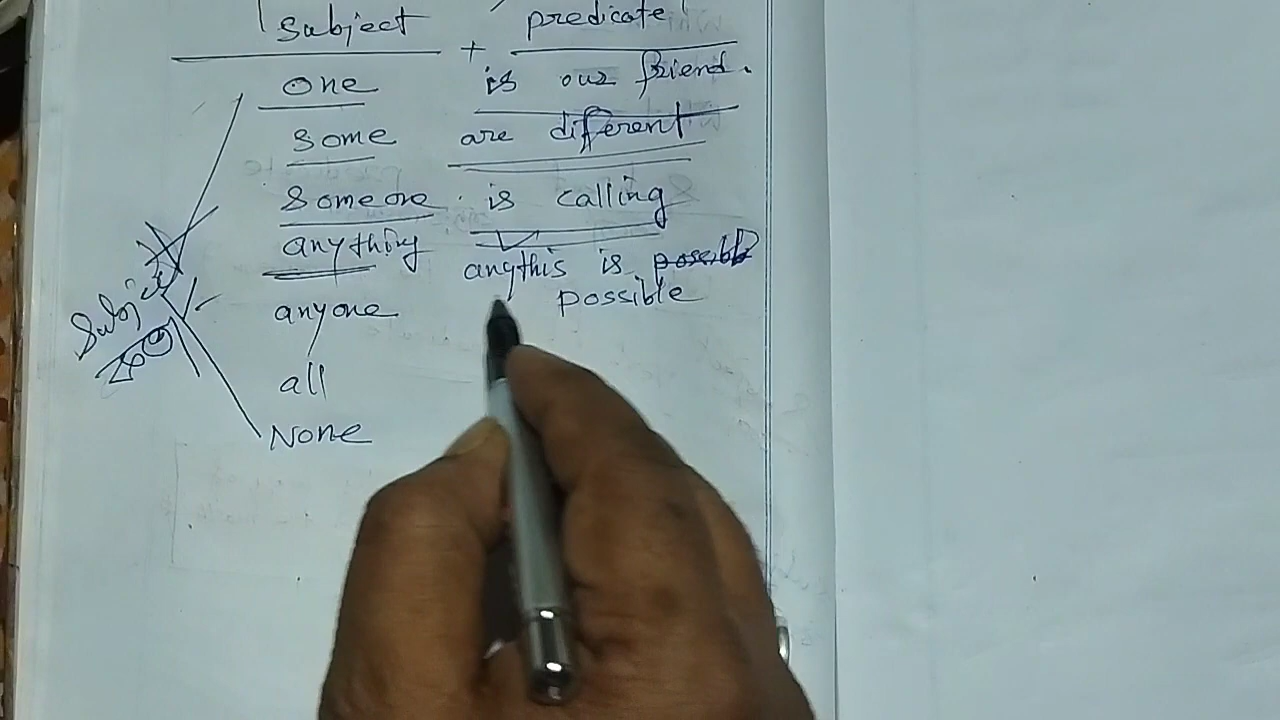 Subject + predicate
one is our friend.
some are different
someone is calling
anything anythis is
possible
anyone
all
None
Subject